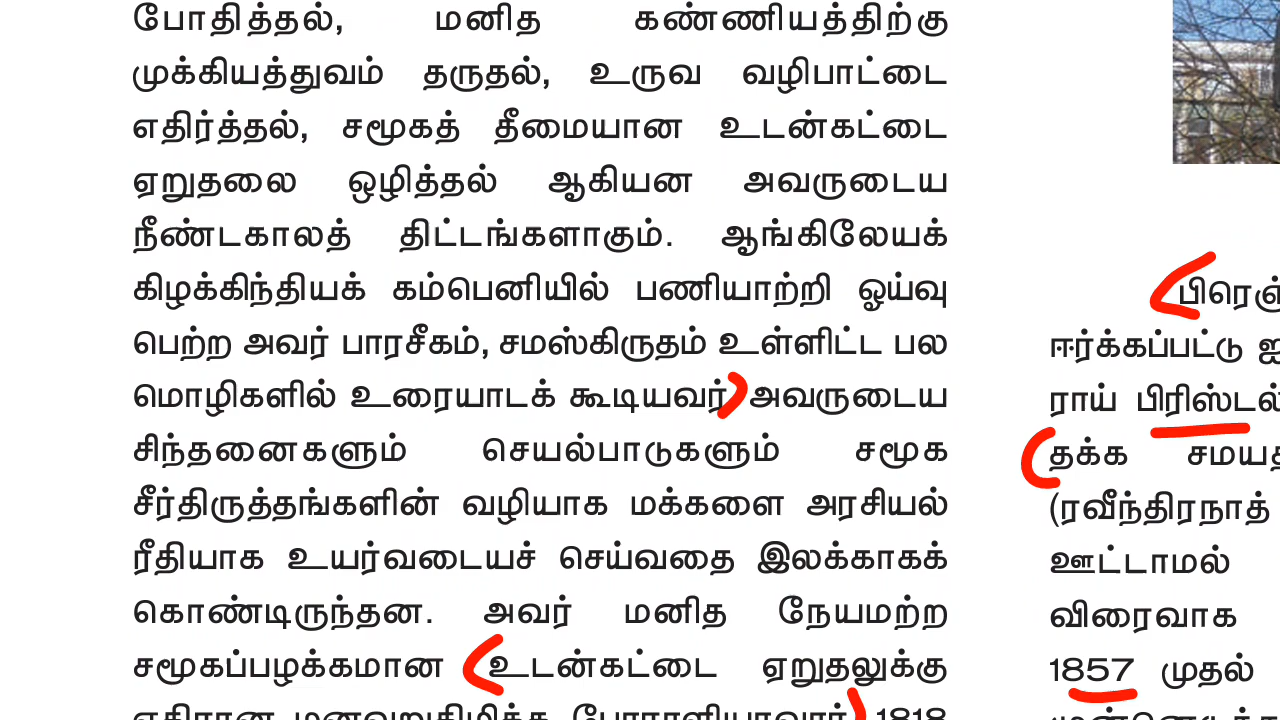 போதித்தல், மனித கண்ணியத்திற்கு
முக்கியத்துவம் தருதல், உருவ வழிபாட்டை
எதிர்த்தல், சமூகத் தீமையான உடன்கட்டை
ஏறுதலை ஒழித்தல் ஆகியன அவருடைய
நீண்டகாலத் திட்டங்களாகும். ஆங்கிலேயக்
கிழக்கிந்தியக் கம்பெனியில் பணியாற்றி ஓய்வு
பெற்ற அவர் பாரசீகம், சமஸ்கிருதம் உள்ளிட்ட பல
மொழிகளில் உரையாடக் கூடியவர் அவருடைய
சிந்தனைகளும் செயல்பாடுகளும் சமூக
சீர்திருத்தங்களின் வழியாக மக்களை அரசியல்
ரீதியாக உயர்வடையச் செய்வதை இலக்காகக்
கொண்டிருந்தன. அவர் மனித நேயமற்ற
சமூகப்பழக்கமான உடன்கட்டை ஏறுதலுக்கு
1818
ஈர்க்கப்பட்டு
ராய் பிரிஸ்டல்
தக்க
(ரவீந்திரநாத்
ஊட்டாமல்
விரைவாக
1857 முதல்